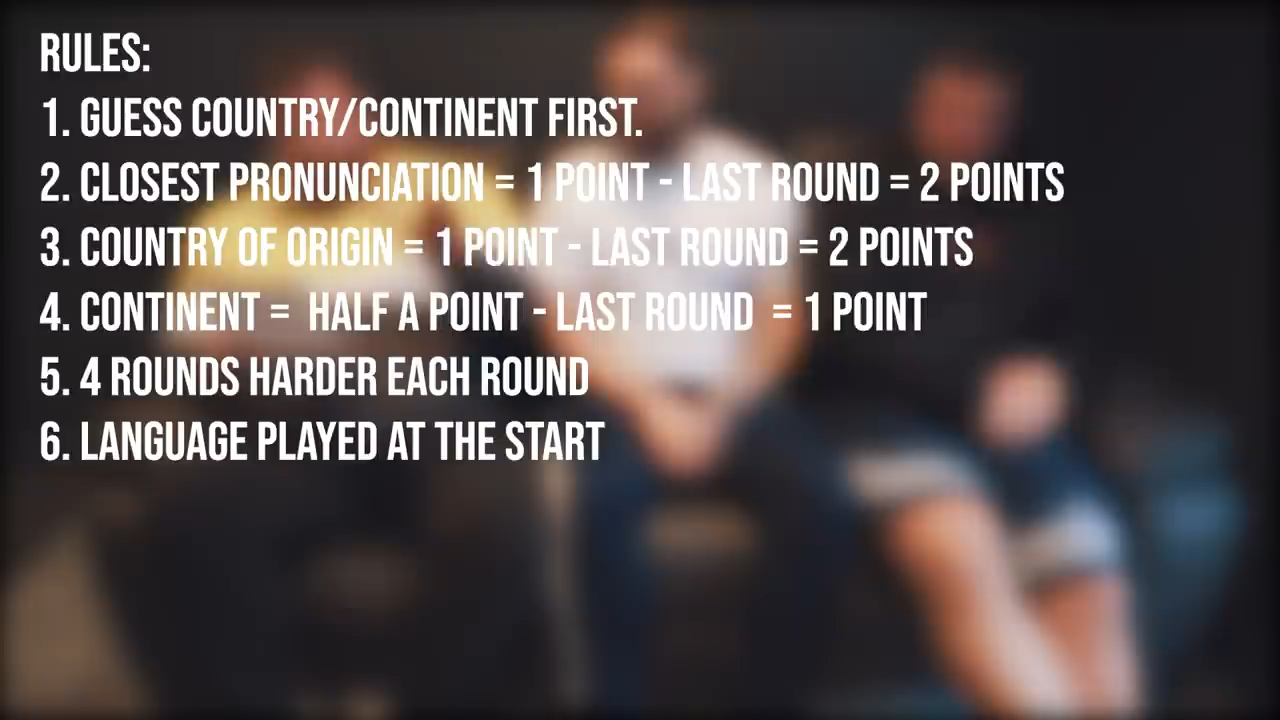 RULES:
1. GUESS COUNTRY/CONTINENT FIRST.
2. CLOSEST PRONUNCIATION = 1 POINT - LAST ROUND = 2 POINTS
3. COUNTRY OF ORIGIN = 1 POINT - LAST ROUND = 2 POINTS
4. CONTINENT = HALF A POINT - LAST ROUND = 1 POINT
5. 4 ROUNDS HARDER EACH ROUND
6. LANGUAGE PLAYED AT THE START